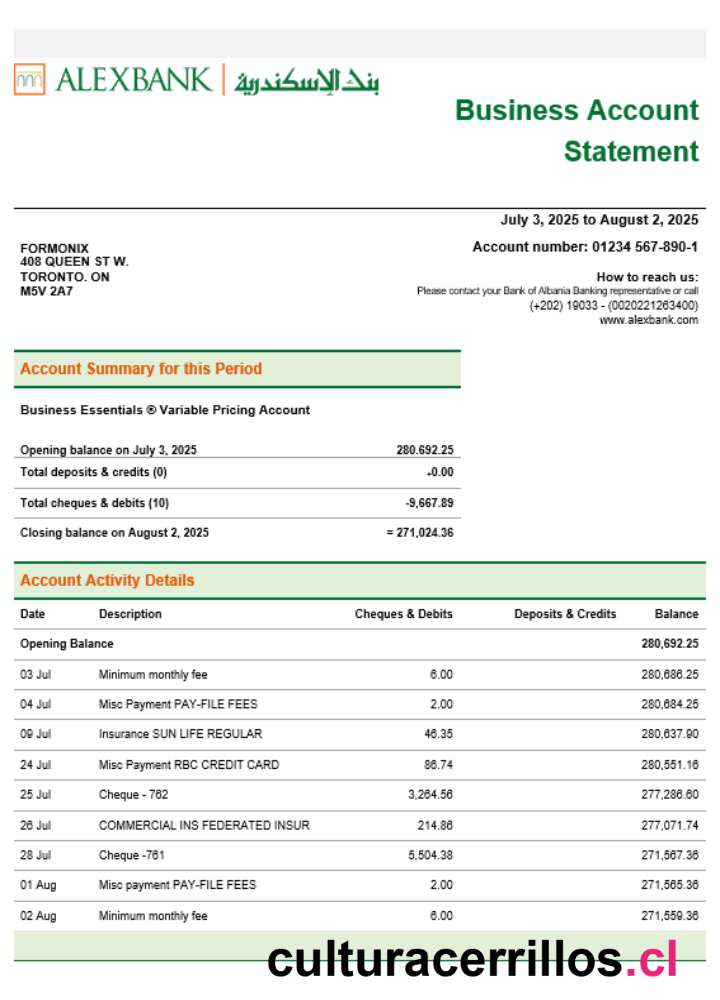 ALEXBANK | بنك الإسكندرية
Business Account
Statement
July 3, 2025 to August 2, 2025
Account number: 01234 567-890-1
FORMONIX
408 QUEEN ST W.
TORONTO. ON
M5V 2A7
How to reach us:
Please contact your Bank of Albania Banking representative or call
(+202) 19033 - (0020221263400)
www.alexbank.com
Account Summary for this Period
Business Essentials ® Variable Pricing Account
Opening balance on July 3, 2025 280.692.25
Total deposits & credits (0) +0.00
Total cheques & debits (10) -9,667.89
Closing balance on August 2, 2025 = 271,024.36
Account Activity Details
Date Description Cheques & Debits Deposits & Credits Balance
Opening Balance 280,692.25
03 Jul Minimum monthly fee 6.00 280,686.25
04 Jul Misc Payment PAY-FILE FEES 2.00 280,684.25
09 Jul Insurance SUN LIFE REGULAR 46.35 280,637.90
24 Jul Misc Payment RBC CREDIT CARD 86.74 280,551.16
25 Jul Cheque - 762 3,264.56 277,286.60
26 Jul COMMERCIAL INS FEDERATED INSUR 214.86 277,071.74
28 Jul Cheque -761 5,504.38 271,567.36
01 Aug Misc payment PAY-FILE FEES 2.00 271,565.36
02 Aug Minimum monthly fee 6.00 271,559.36
culturacerrillos.cl